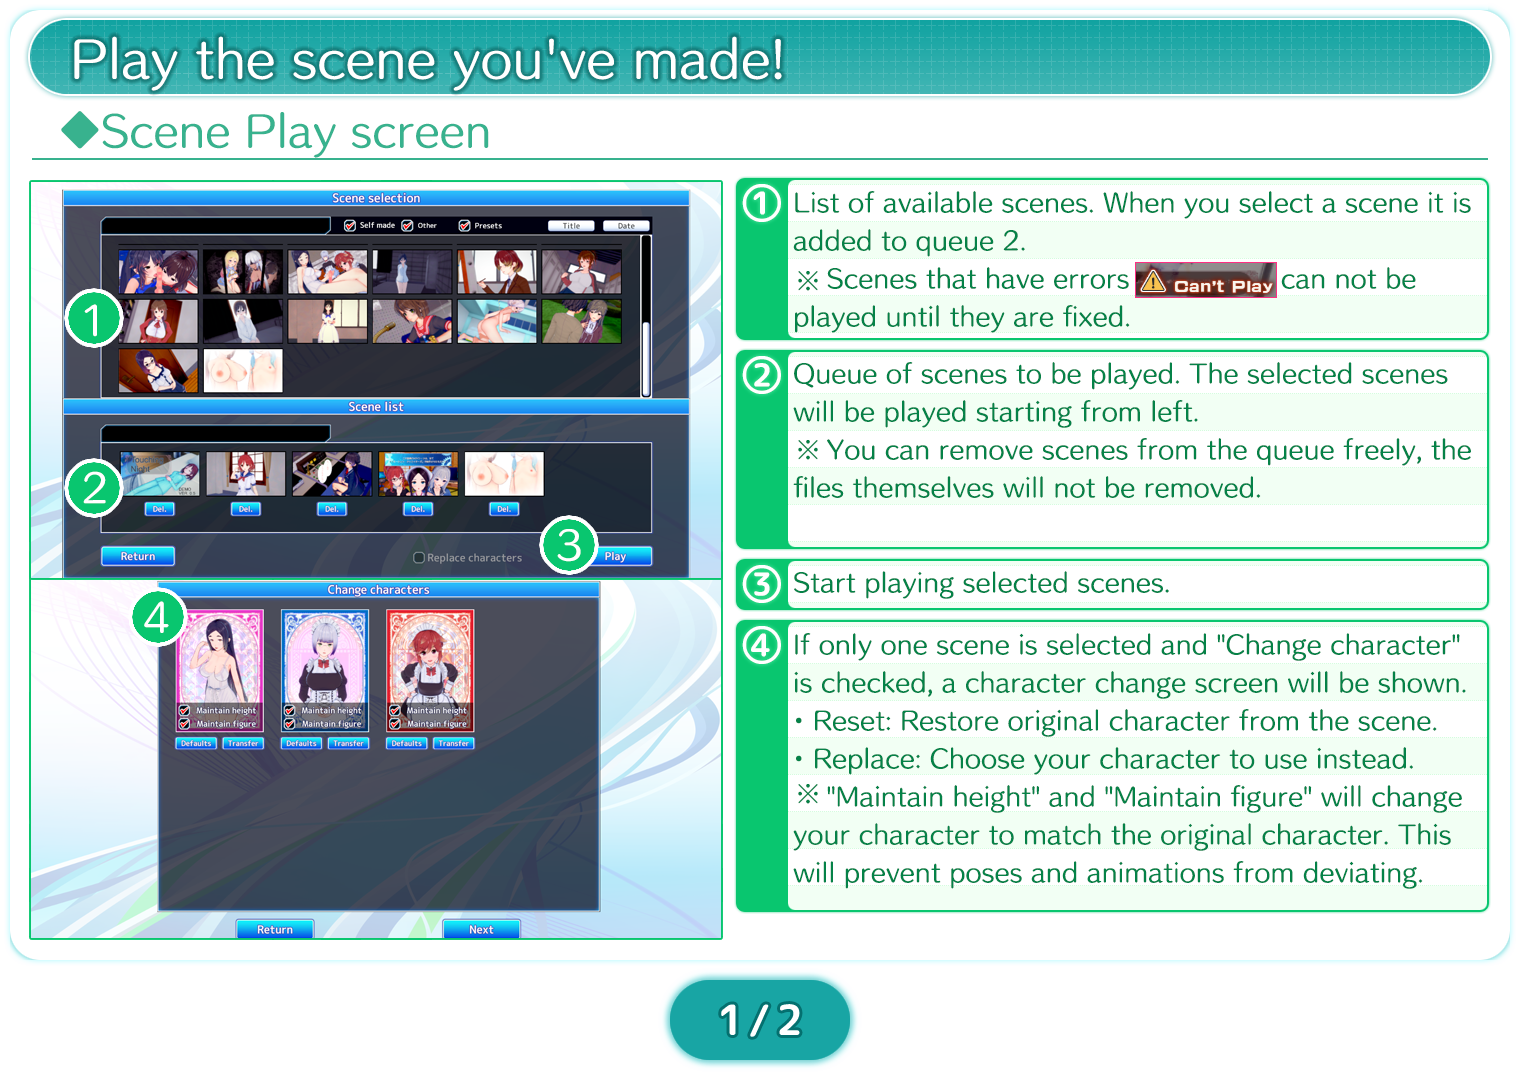 Play the scene you've made!
◆Scene Play screen
Scene selection
Self made
Other
Presets
Title
Date
1
Scene list
2
Del.
Del.
Del.
Del.
Del.
Return
Replace characters
3
Play
Change characters
4
Maintain height
Maintain figure
Maintain height
Maintain figure
Maintain height
Maintain figure
Defaults
Transfer
Defaults
Transfer
Defaults
Transfer
Return
Next
① List of available scenes. When you select a scene it is
added to queue 2.
※ Scenes that have errors ⚠ Can't Play can not be
played until they are fixed.
② Queue of scenes to be played. The selected scenes
will be played starting from left.
※ You can remove scenes from the queue freely, the
files themselves will not be removed.
③ Start playing selected scenes.
④ If only one scene is selected and "Change character"
is checked, a character change screen will be shown.
・ Reset: Restore original character from the scene.
・ Replace: Choose your character to use instead.
※ "Maintain height" and "Maintain figure" will change
your character to match the original character. This
will prevent poses and animations from deviating.
1/2